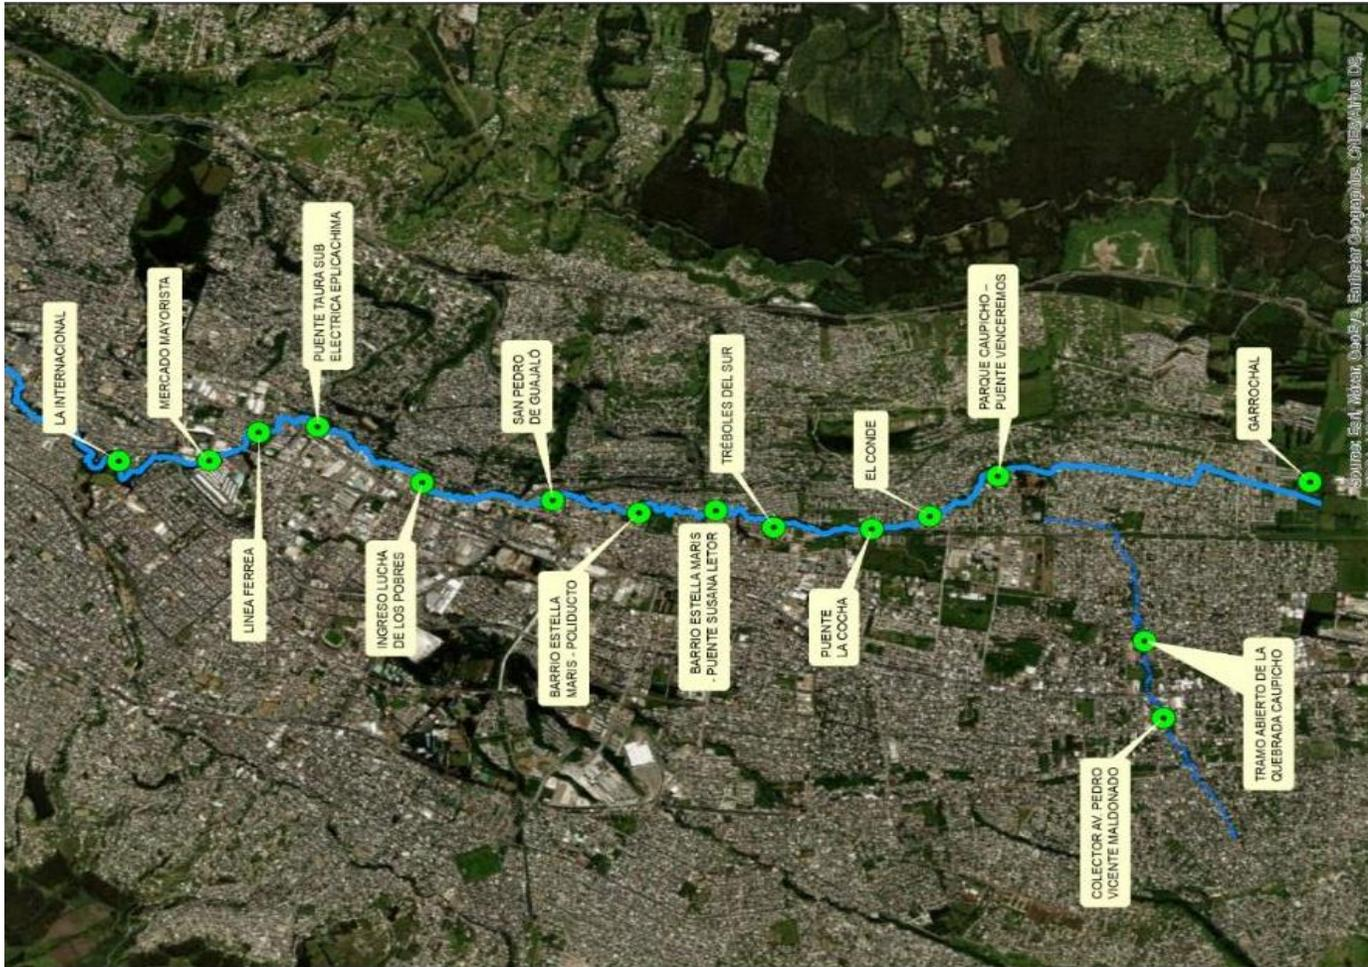 LA INTERNACIONAL
MERCADO MAYORISTA
PUENTE TAURA SUB
ELECTRICA EPLICACHIMA
LINEA FERREA
INGRESO LUCHA
DE LOS POBRES
SAN PEDRO
DE GUAJALÓ
BARRIO ESTELLA
MARIS - POLIDUCTO
BARRIO ESTELLA MARIS
- PUENTE SUSANA LETOR
TRÉBOLES DEL SUR
PUENTE
LA COCHA
EL CONDE
PARQUE CAUPICHO –
PUENTE VENCEREMOS
COLECTOR AV. PEDRO
VICENTE MALDONADO
TRAMO ABIERTO DE LA
QUEBRADA CAUPICHO
GARROCHAL
Source: Esri, Maxar, GeoEye, Earthstar Geographics, CNES/Airbus DS,